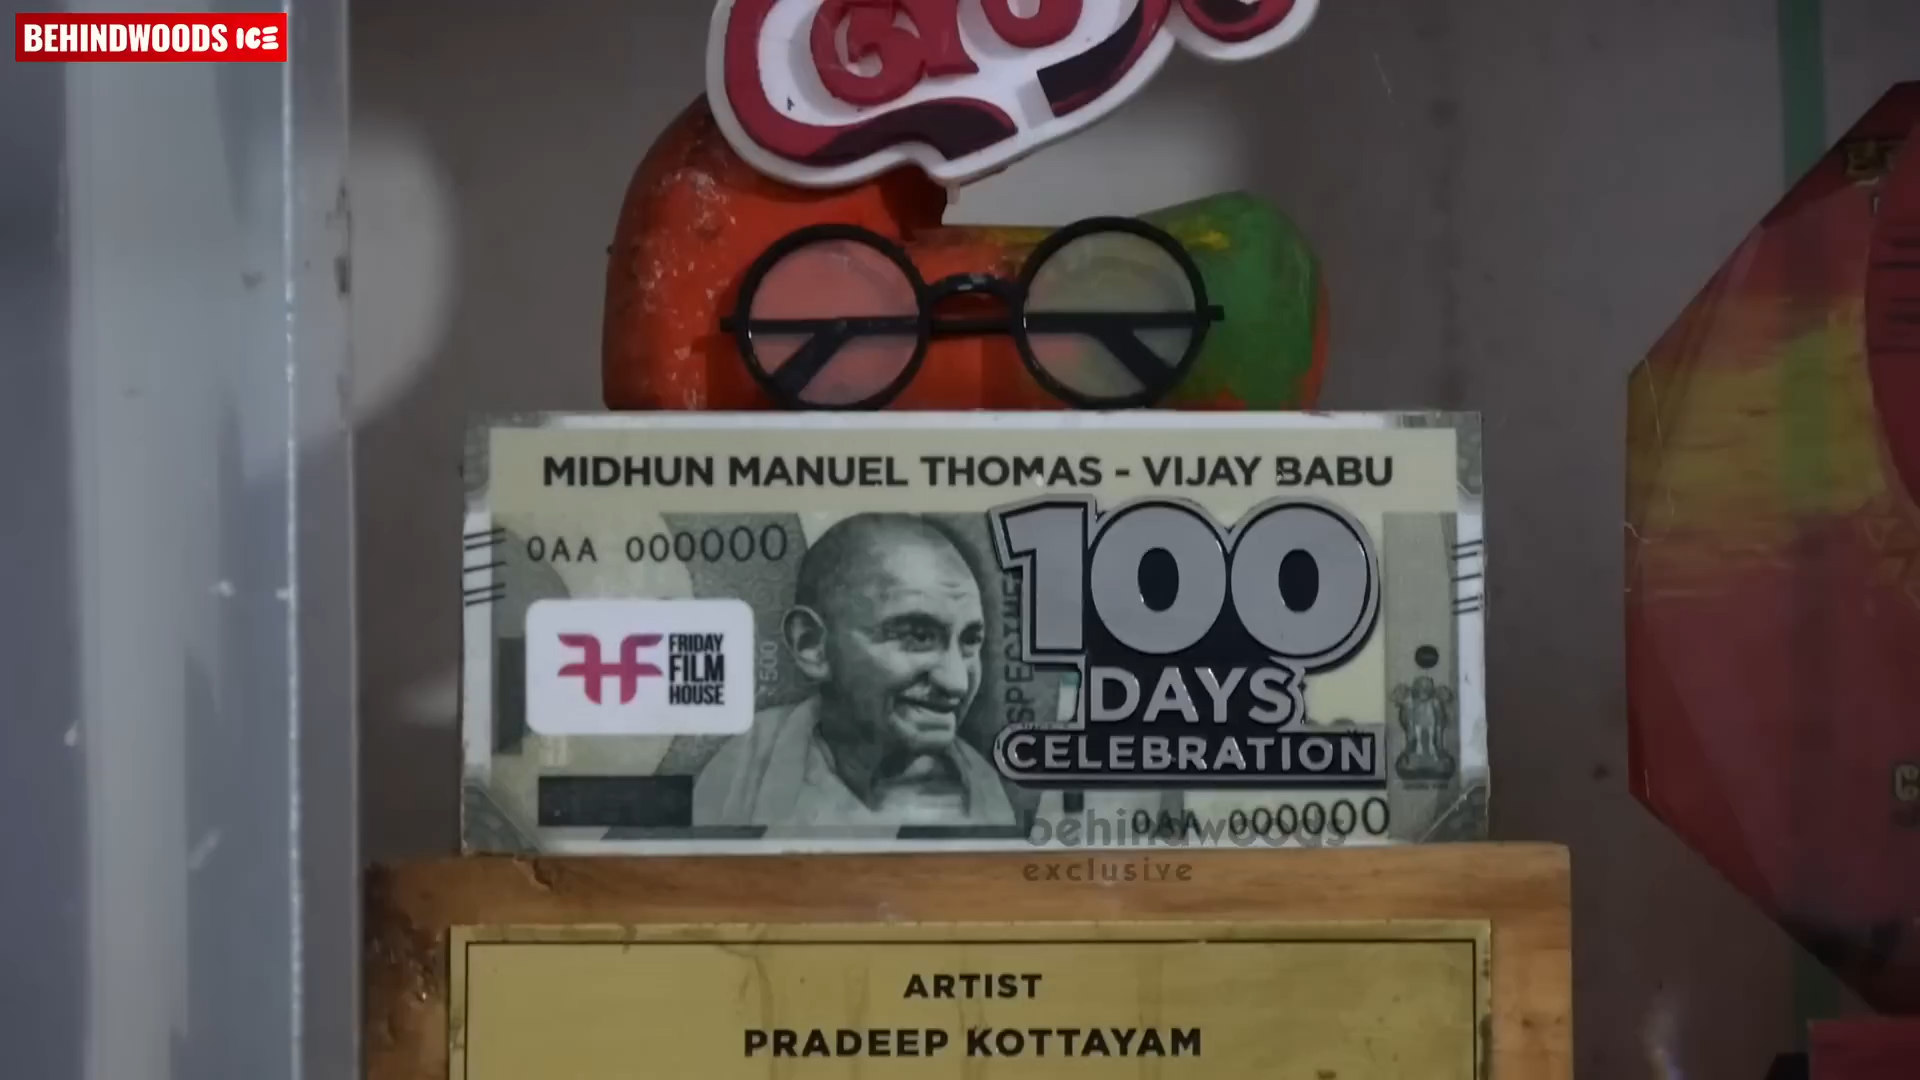 BEHINDWOODS ICE
MIDHUN MANUEL THOMAS - VIJAY BABU
0AA 000000
100
DAYS
CELEBRATION
FRIDAY
FILM
HOUSE
500
SPECIMEN
0AA 000000
behindwoods
exclusive
ARTIST
PRADEEP KOTTAYAM